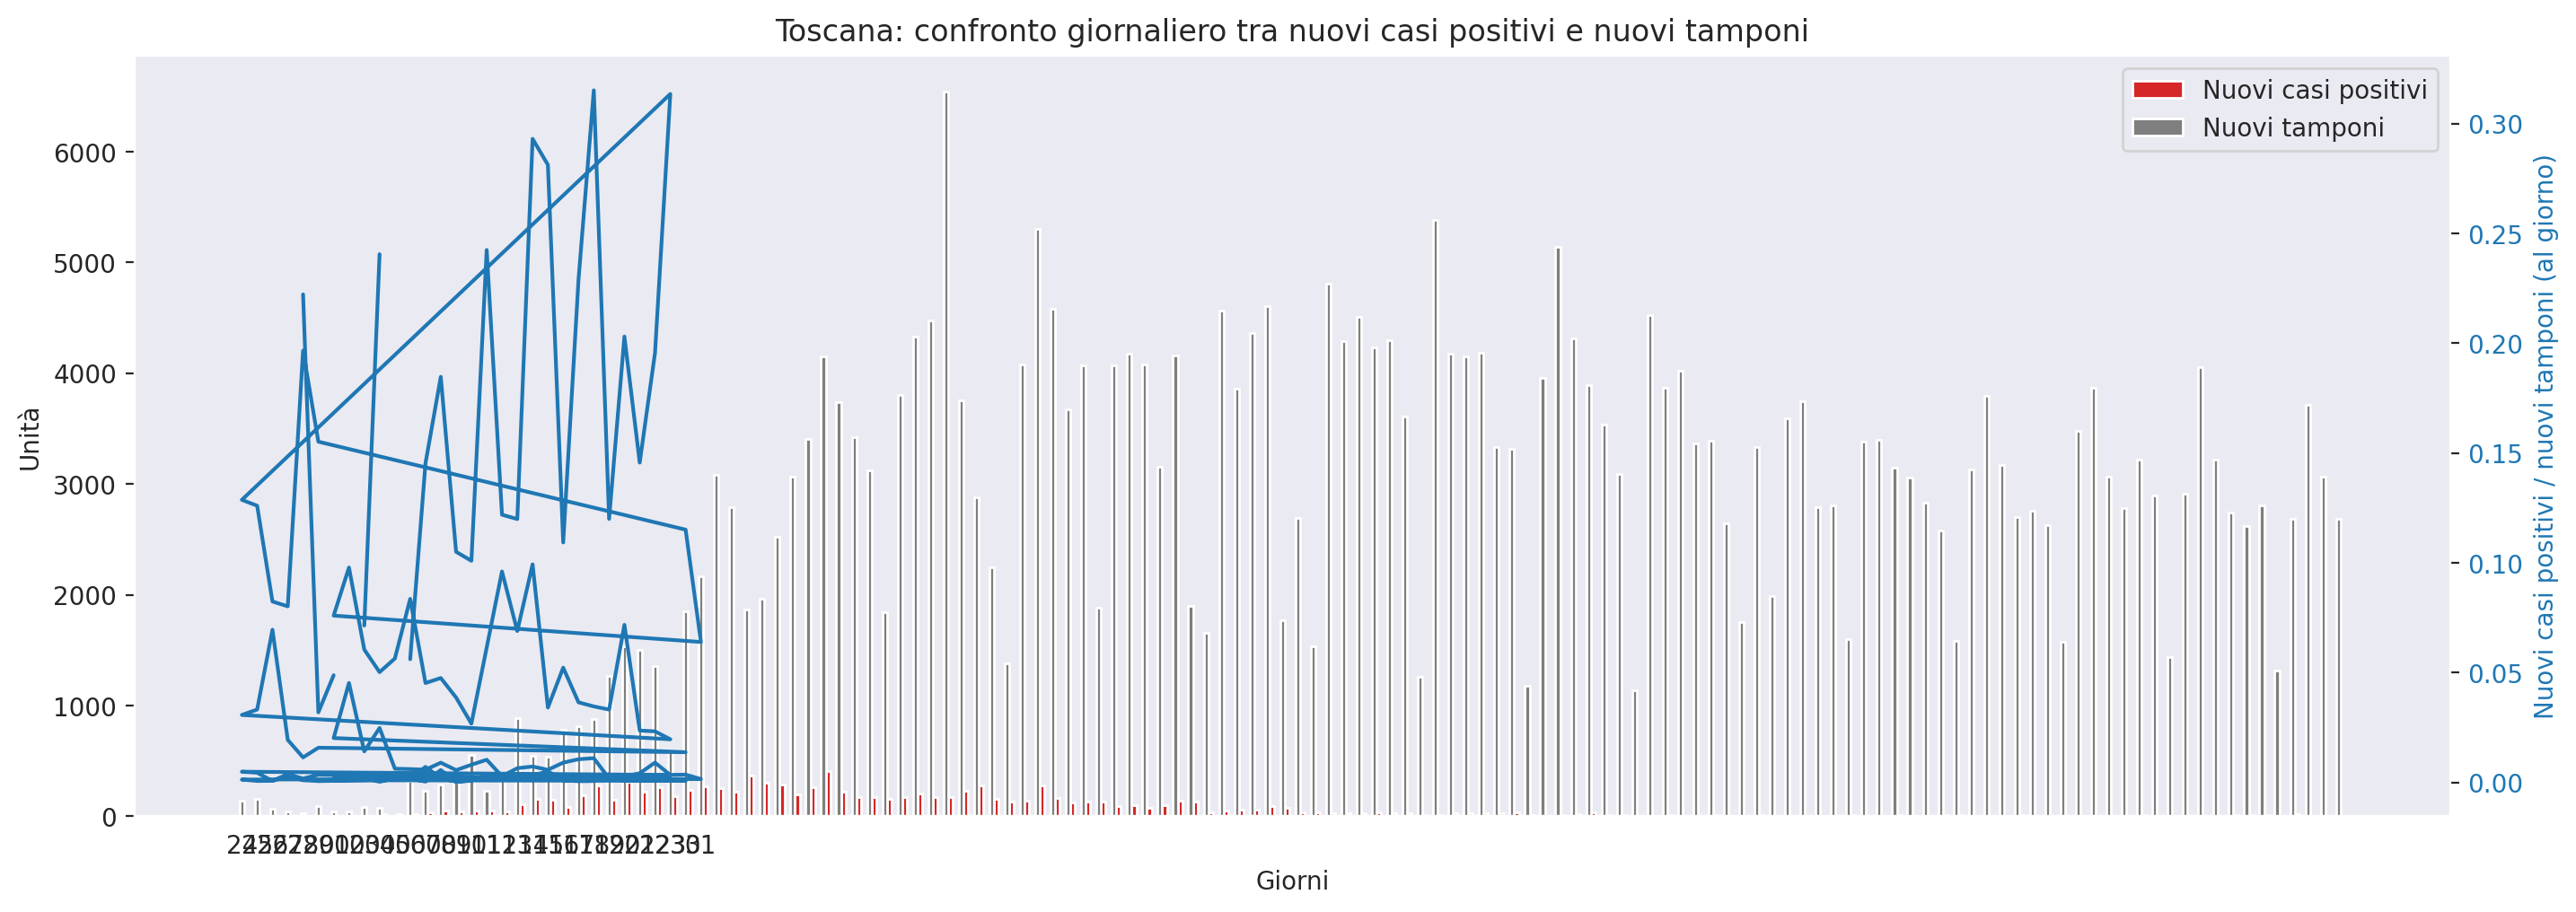 Toscana: confronto giornaliero tra nuovi casi positivi e nuovi tamponi
Nuovi casi positivi
Nuovi tamponi
Unità
6000
5000
4000
3000
2000
1000
0
0.30
0.25
0.20
0.15
0.10
0.05
0.00
Nuovi casi positivi / nuovi tamponi (al giorno)
Giorni